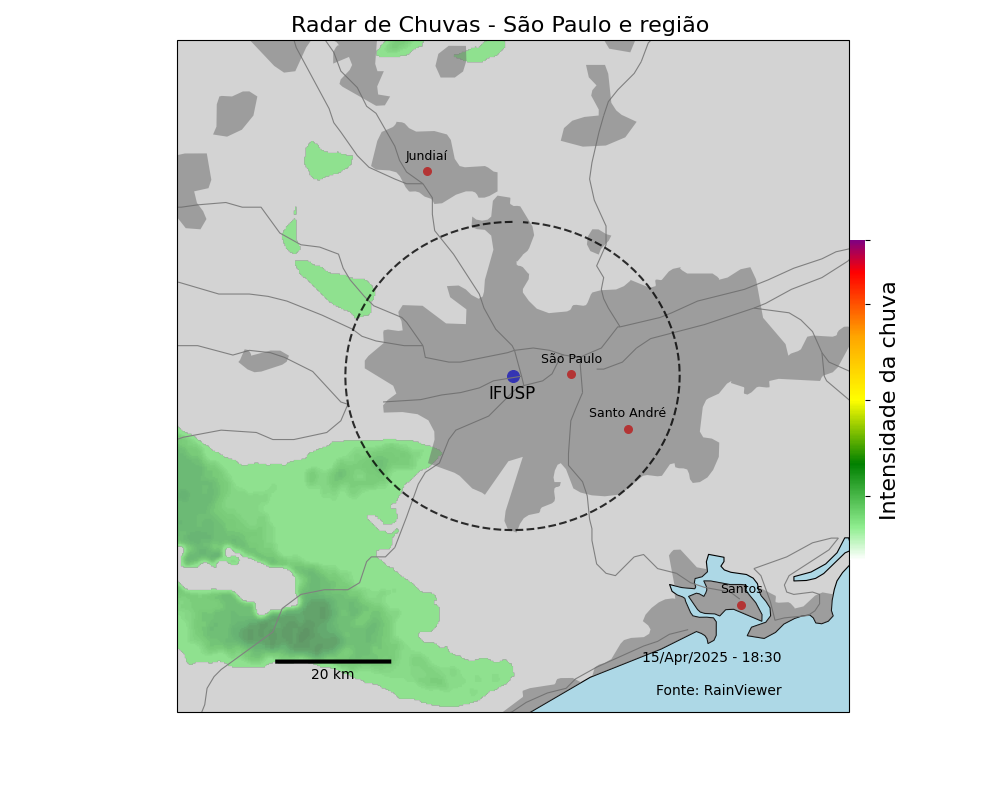 Radar de Chuvas - São Paulo e região
Jundiaí
São Paulo
IFUSP
Santo André
Intensidade da chuva
Santos
15/Apr/2025 - 18:30
20 km
Fonte: RainViewer